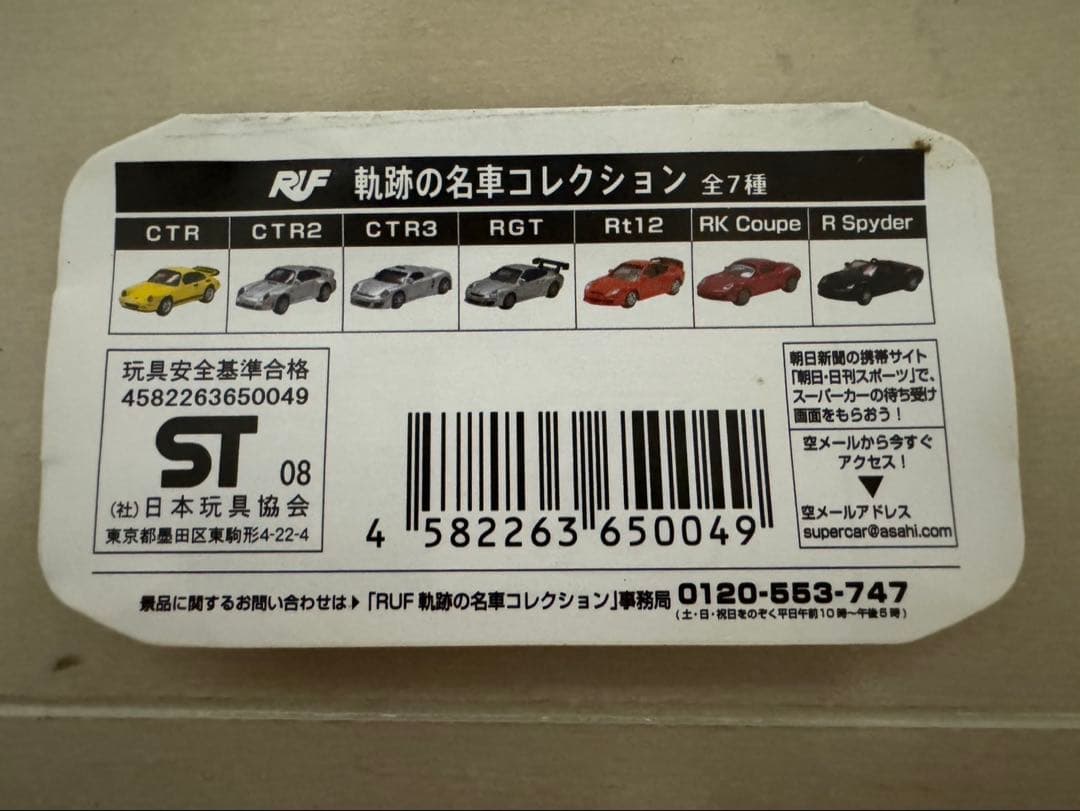 RUF 軌跡の名車コレクション 全7種
CTR CTR2 CTR3 RGT Rt12 RK Coupe R Spyder
玩具安全基準合格
4582263650049
ST 08
(社)日本玩具協会
東京都墨田区東駒形4-22-4
4 582263 650049
朝日新聞の携帯サイト
「朝日・日刊スポーツ」で、
スーパーカーの待ち受け
画面をもらおう!
空メールから今すぐ
アクセス!
▼
空メールアドレス
supercar@asahi.com
景品に関するお問い合わせは▶「RUF 軌跡の名車コレクション」事務局 0120-553-747
(土・日・祝日をのぞく平日午前10時〜午後5時)